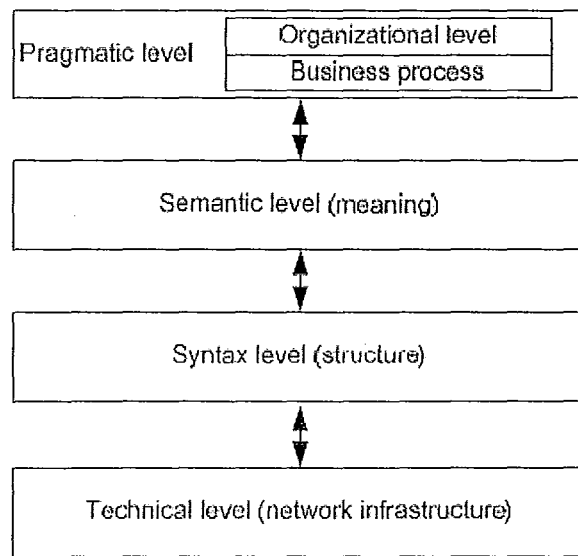 Organizational level
Pragmatic level
Business process
Semantic level (meaning)
Syntax level (structure)
Technical level (network infrastructure)